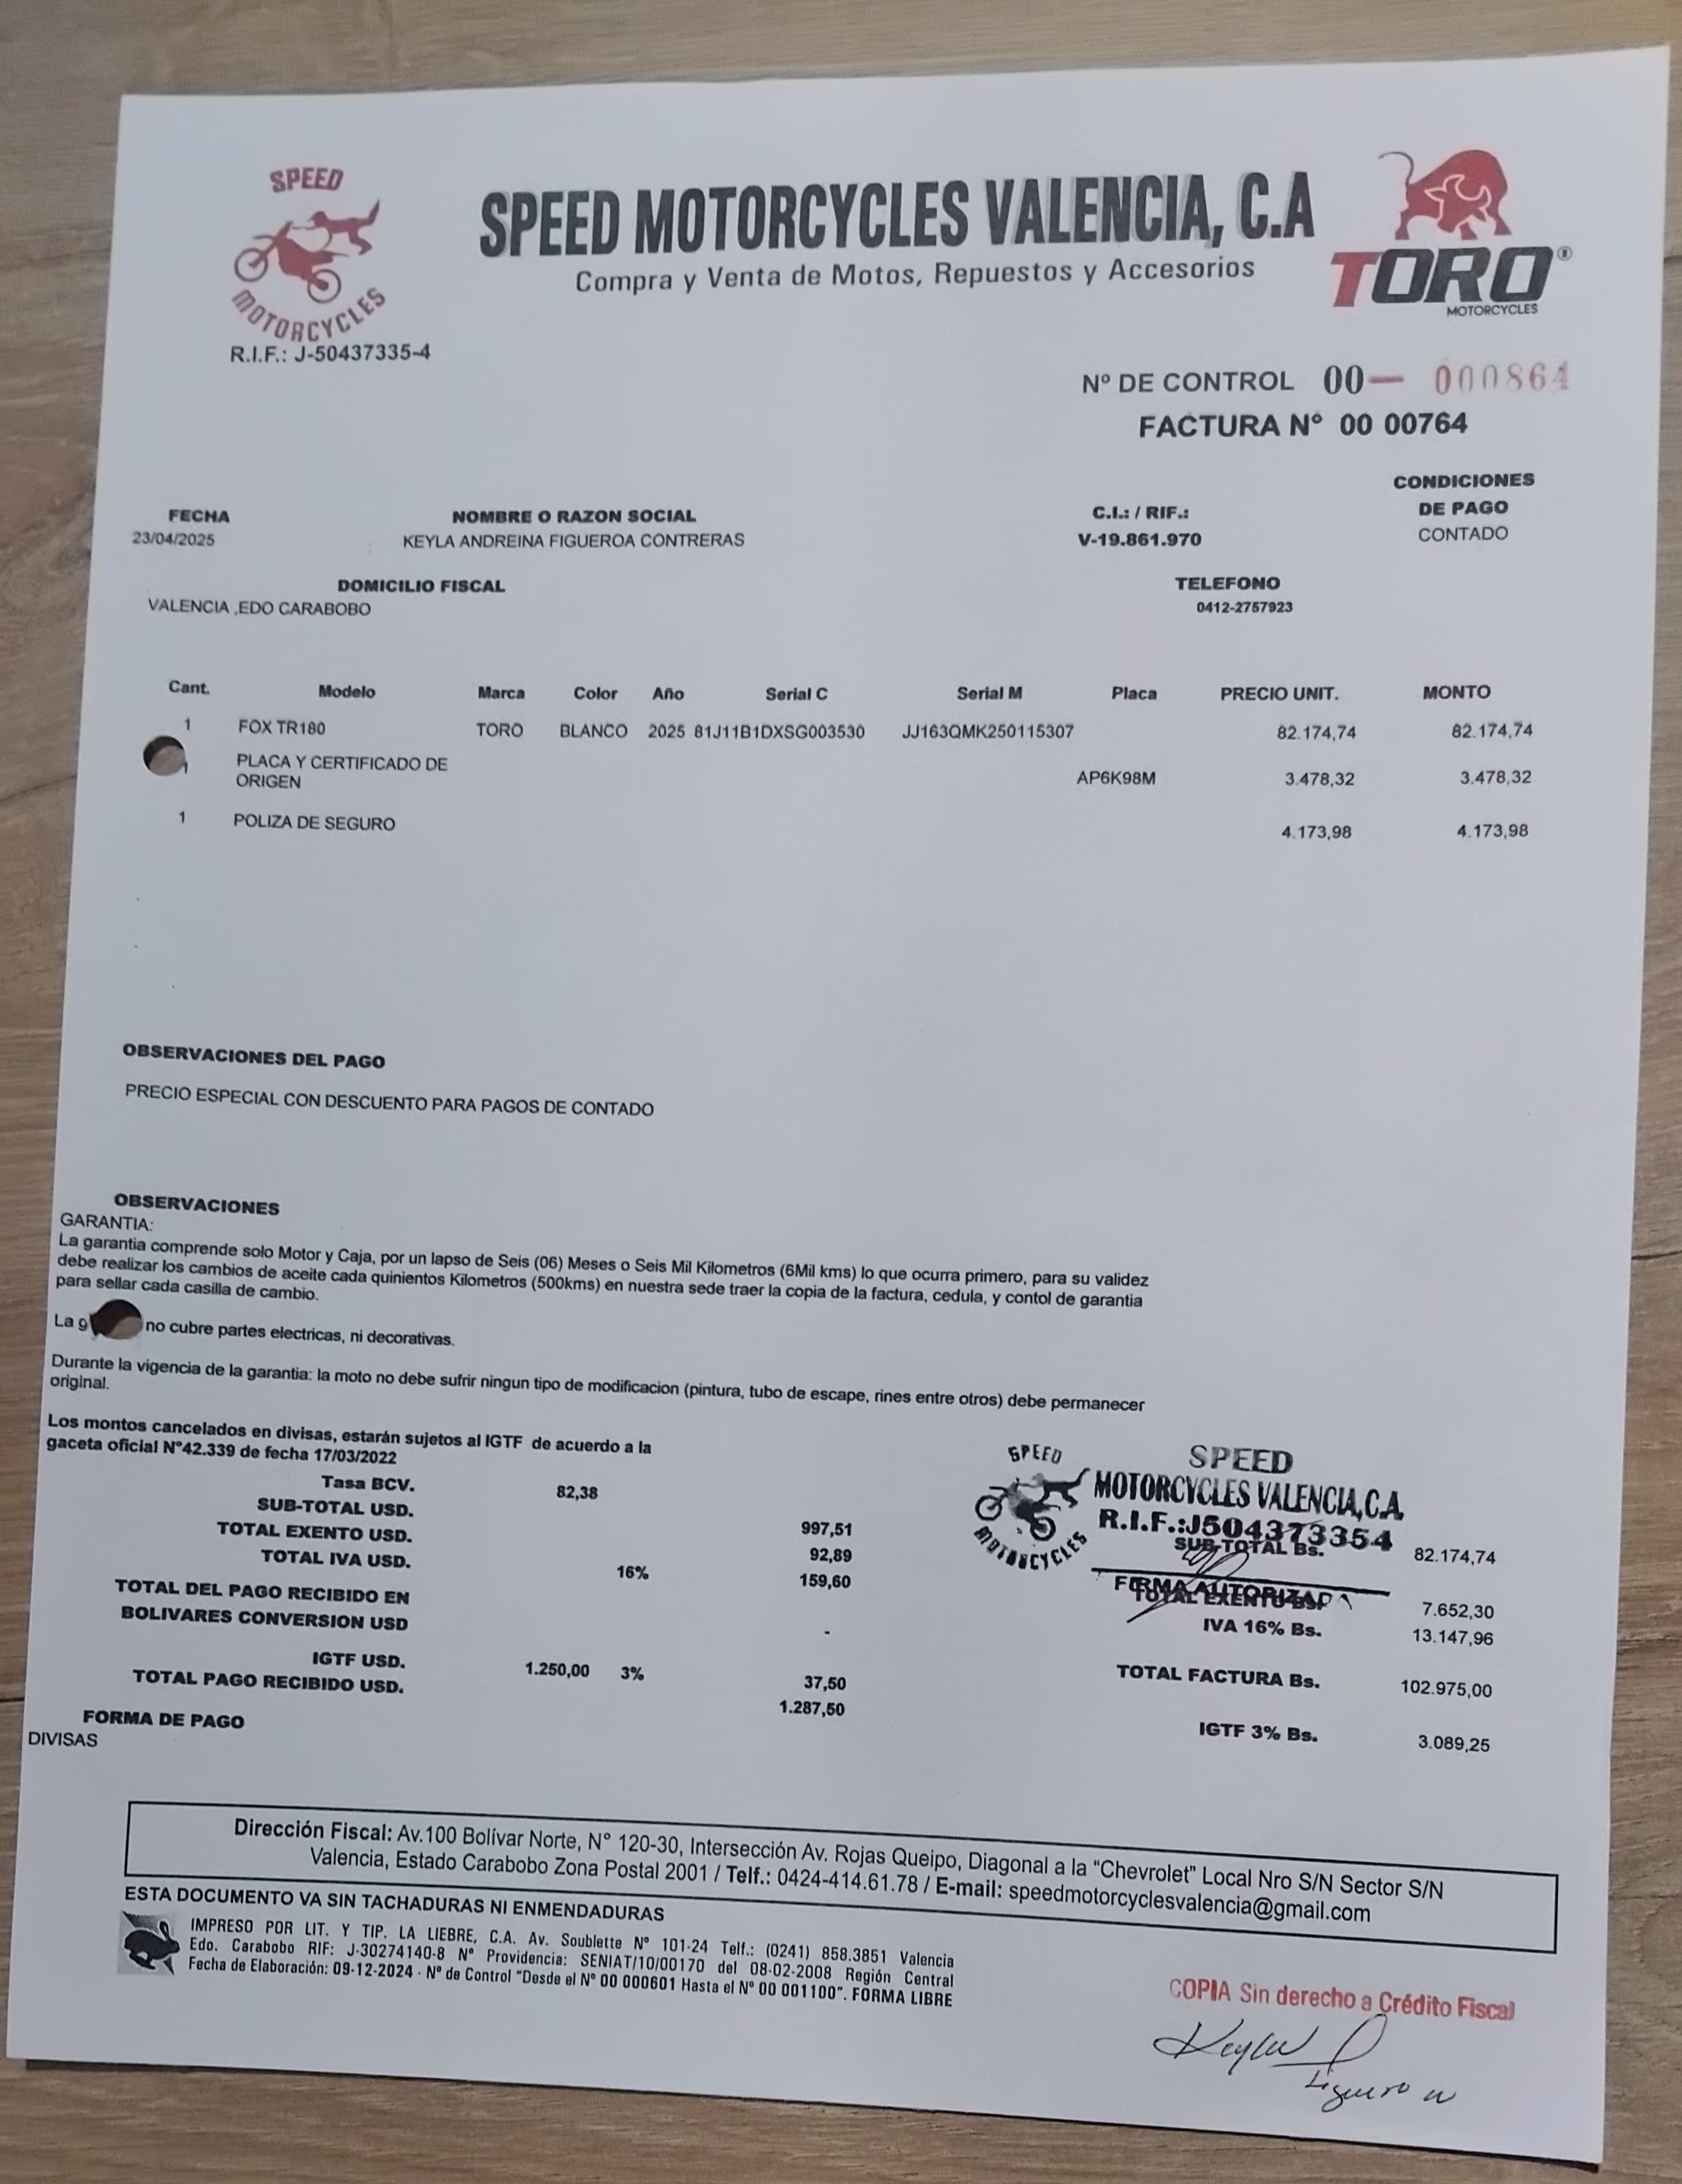 SPEED
MOTORCYCLES
R.I.F.: J-50437335-4
SPEED MOTORCYCLES VALENCIA, C.A
Compra y Venta de Motos, Repuestos y Accesorios
TORO®
MOTORCYCLES
Nº DE CONTROL 00— 000864
FACTURA Nº 00 00764
FECHA NOMBRE O RAZON SOCIAL C.I.: / RIF.: CONDICIONES DE PAGO
23/04/2025 KEYLA ANDREINA FIGUEROA CONTRERAS V-19.861.970 CONTADO
DOMICILIO FISCAL TELEFONO
VALENCIA ,EDO CARABOBO 0412-2757923
Cant. Modelo Marca Color Año Serial C Serial M Placa PRECIO UNIT. MONTO
1 FOX TR180 TORO BLANCO 2025 81J11B1DXSG003530 JJ163QMK250115307 82.174,74 82.174,74
1 PLACA Y CERTIFICADO DE
ORIGEN AP6K98M 3.478,32 3.478,32
1 POLIZA DE SEGURO 4.173,98 4.173,98
OBSERVACIONES DEL PAGO
PRECIO ESPECIAL CON DESCUENTO PARA PAGOS DE CONTADO
OBSERVACIONES
GARANTIA:
La garantia comprende solo Motor y Caja, por un lapso de Seis (06) Meses o Seis Mil Kilometros (6Mil kms) lo que ocurra primero, para su validez
debe realizar los cambios de aceite cada quinientos Kilometros (500kms) en nuestra sede traer la copia de la factura, cedula, y contol de garantia
para sellar cada casilla de cambio.
La g no cubre partes electricas, ni decorativas.
Durante la vigencia de la garantia: la moto no debe sufrir ningun tipo de modificacion (pintura, tubo de escape, rines entre otros) debe permanecer
original.
Los montos cancelados en divisas, estarán sujetos al IGTF de acuerdo a la
gaceta oficial N°42.339 de fecha 17/03/2022
Tasa BCV. 82,38
SUB-TOTAL USD. 997,51
TOTAL EXENTO USD. 92,89
TOTAL IVA USD. 16% 159,60
TOTAL DEL PAGO RECIBIDO EN
BOLIVARES CONVERSION USD -
IGTF USD. 1.250,00 3% 37,50
TOTAL PAGO RECIBIDO USD. 1.287,50
FORMA DE PAGO
DIVISAS
SPEED
MOTORCYCLES
SPEED
MOTORCYCLES VALENCIA,C.A.
R.I.F.:J504373354
SUB-TOTAL Bs. 82.174,74
FIRMA AUTORIZADA
TOTAL EXENTO Bs. 7.652,30
IVA 16% Bs. 13.147,96
TOTAL FACTURA Bs. 102.975,00
IGTF 3% Bs. 3.089,25
Dirección Fiscal: Av.100 Bolívar Norte, N° 120-30, Intersección Av. Rojas Queipo, Diagonal a la “Chevrolet” Local Nro S/N Sector S/N
Valencia, Estado Carabobo Zona Postal 2001 / Telf.: 0424-414.61.78 / E-mail: speedmotorcyclesvalencia@gmail.com
ESTA DOCUMENTO VA SIN TACHADURAS NI ENMENDADURAS
IMPRESO POR LIT. Y TIP. LA LIEBRE, C.A. Av. Soublette Nº 101-24 Telf.: (0241) 858.3851 Valencia
Edo. Carabobo RIF: J-30274140-8 Nº Providencia: SENIAT/10/00170 del 08-02-2008 Región Central
Fecha de Elaboración: 09-12-2024 - Nº de Control “Desde el Nº 00 000601 Hasta el Nº 00 001100”. FORMA LIBRE
COPIA Sin derecho a Crédito Fiscal
Keyla